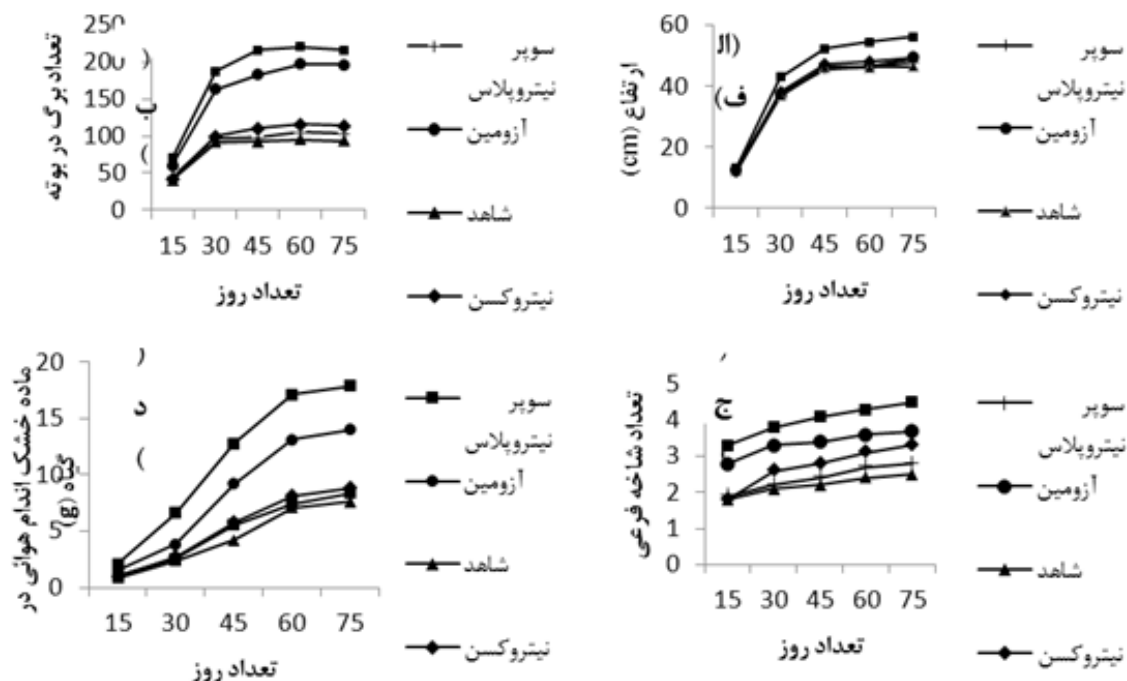 تعداد برگ در بوته
(
ب
)
250
200
150
100
50
0
15 30 45 60 75
تعداد روز
سوپر
نیتروپلاس
آزومین
شاهد
نیتروکسن
ارتفاع (cm)
(ال
ف)
60
40
20
0
15 30 45 60 75
تعداد روز
سوپر
نیتروپلاس
آزومین
شاهد
نیتروکسن
ماده خشک اندام هوائی در
گیاه (g)
(
د
)
20
15
10
5
0
15 30 45 60 75
تعداد روز
سوپر
نیتروپلاس
آزومین
شاهد
نیتروکسن
تعداد شاخه فرعی
ج
5
4
3
2
1
0
15 30 45 60 75
تعداد روز
سوپر
نیتروپلاس
آزومین
شاهد
نیتروکسن